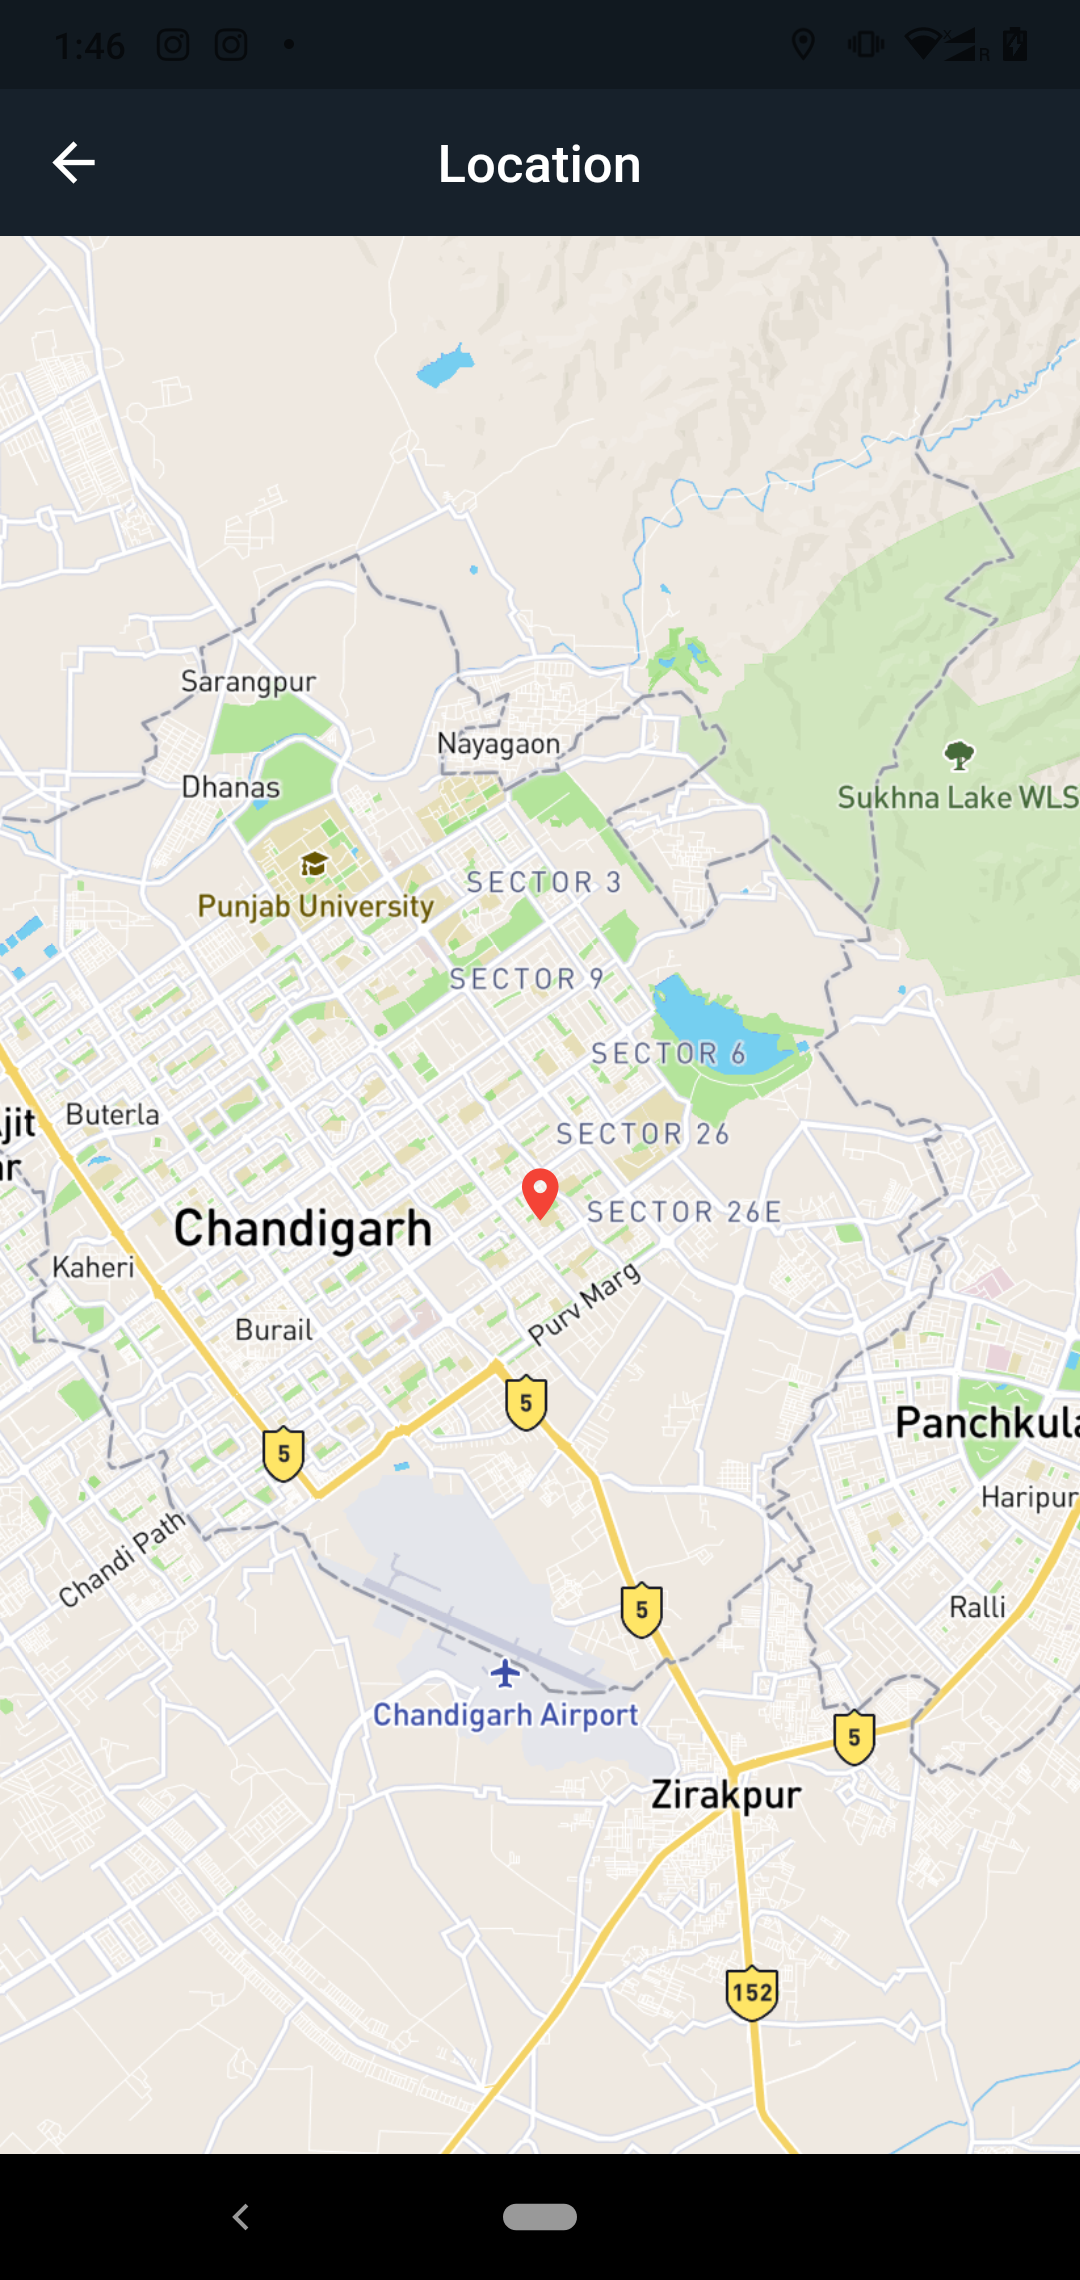 1:46
R
Location
Sarangpur
Nayagaon
Dhanas
Sukhna Lake WLS
SECTOR 3
Punjab University
SECTOR 9
SECTOR 6
jit
Buterla
SECTOR 26
ar
SECTOR 26E
Chandigarh
Kaheri
Purv Marg
Burail
5
Panchkula
5
Haripur
Chandi Path
5
Ralli
Chandigarh Airport
5
Zirakpur
152